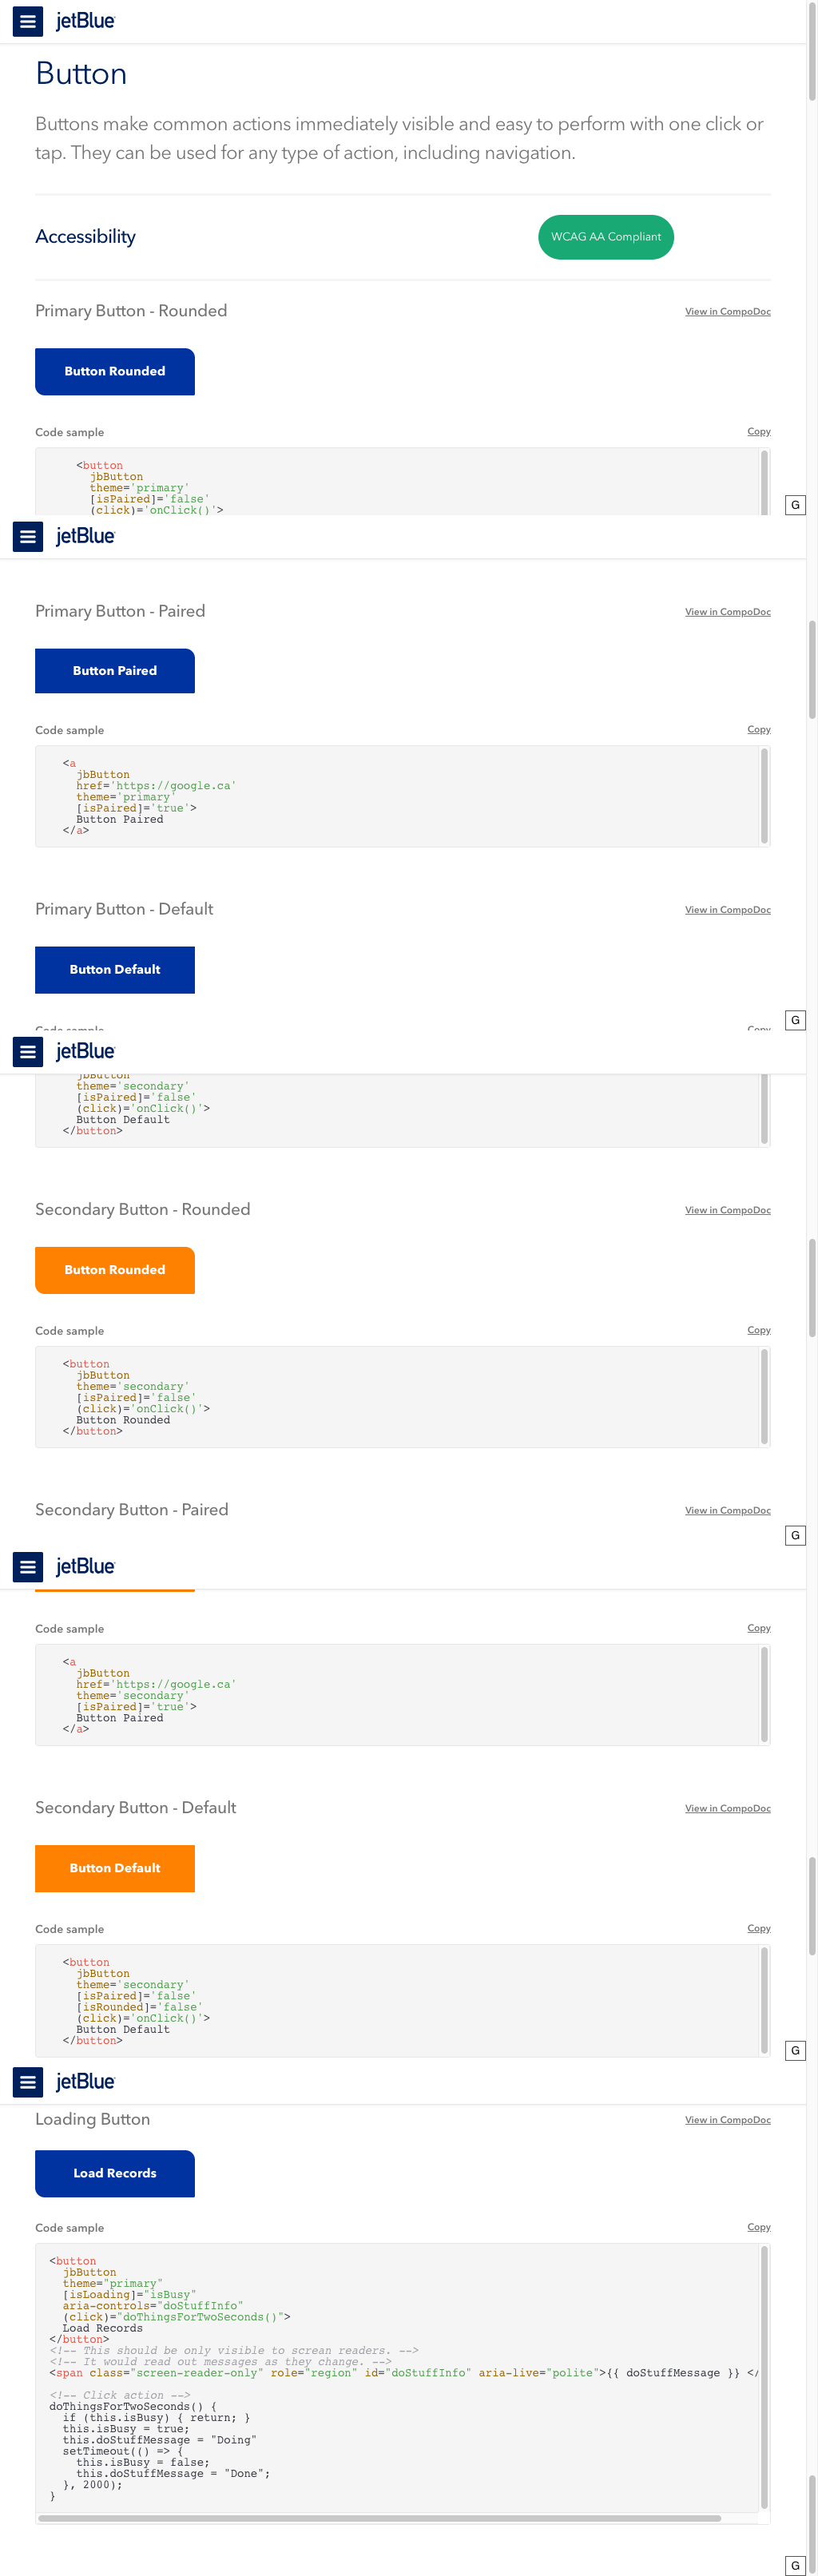 jetBlue
Button
Buttons make common actions immediately visible and easy to perform with one click or
tap. They can be used for any type of action, including navigation.
Accessibility
WCAG AA Compliant
Primary Button - Rounded
View in CompoDoc
Button Rounded
Code sample
Copy
<button
jbButton
theme='primary'
[isPaired]='false'
(click)='onClick()'>
G
jetBlue
Primary Button - Paired
View in CompoDoc
Button Paired
Code sample
Copy
<a
jbButton
href='https://google.ca'
theme='primary'
[isPaired]='true'>
Button Paired
</a>
Primary Button - Default
View in CompoDoc
Button Default
Code sample
Copy
G
jetBlue
jbButton
theme='secondary'
[isPaired]='false'
(click)='onClick()'>
Button Default
</button>
Secondary Button - Rounded
View in CompoDoc
Button Rounded
Code sample
Copy
<button
jbButton
theme='secondary'
[isPaired]='false'
(click)='onClick()'>
Button Rounded
</button>
Secondary Button - Paired
View in CompoDoc
G
jetBlue
Code sample
Copy
<a
jbButton
href='https://google.ca'
theme='secondary'
[isPaired]='true'>
Button Paired
</a>
Secondary Button - Default
View in CompoDoc
Button Default
Code sample
Copy
<button
jbButton
theme='secondary'
[isPaired]='false'
[isRounded]='false'
(click)='onClick()'>
Button Default
</button>
G
jetBlue
Loading Button
View in CompoDoc
Load Records
Code sample
Copy
<button
jbButton
theme="primary"
[isLoading]="isBusy"
aria-controls="doStuffInfo"
(click)="doThingsForTwoSeconds()">
Load Records
</button>
<!-- This should be only visible to screan readers. -->
<!-- It would read out messages as they change. -->
<span class="screen-reader-only" role="region" id="doStuffInfo" aria-live="polite">{{ doStuffMessage }} </
<!-- Click action -->
doThingsForTwoSeconds() {
if (this.isBusy) { return; }
this.isBusy = true;
this.doStuffMessage = "Doing"
setTimeout(() => {
this.isBusy = false;
this.doStuffMessage = "Done";
}, 2000);
}
G